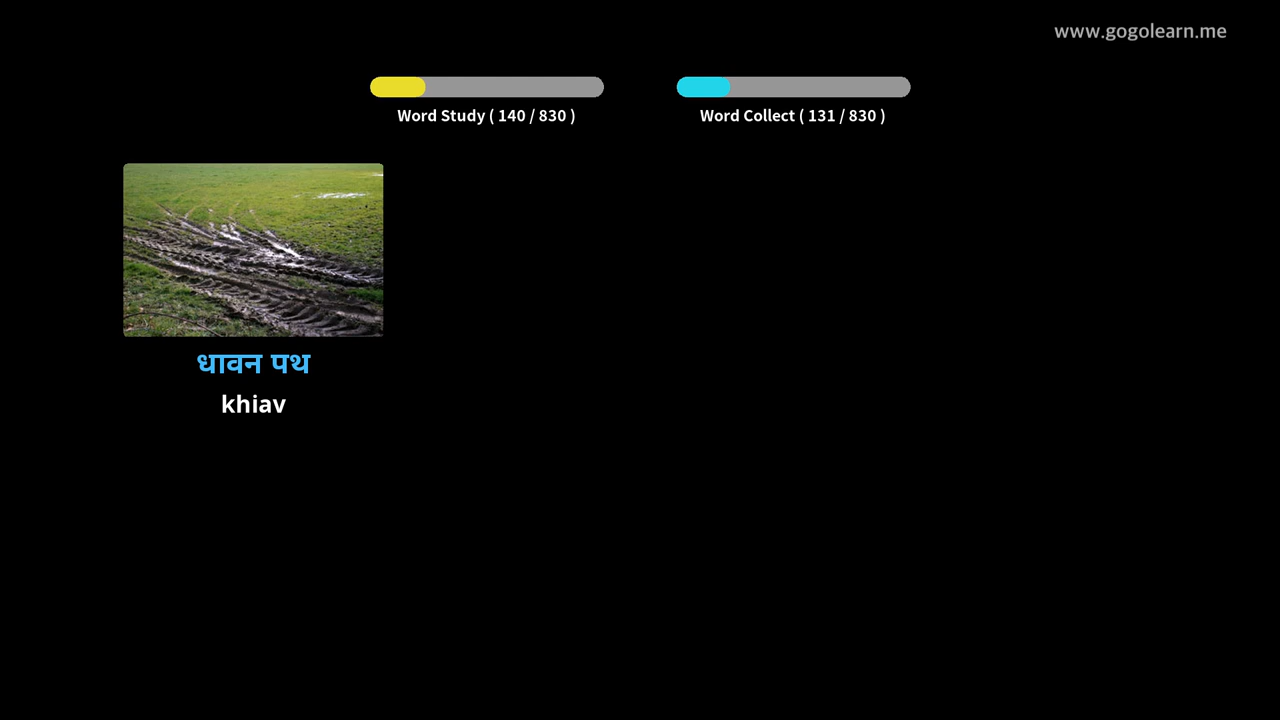 www.gogolearn.me
Word Study ( 140 / 830 )
Word Collect ( 131 / 830 )
धावन पथ
khiav